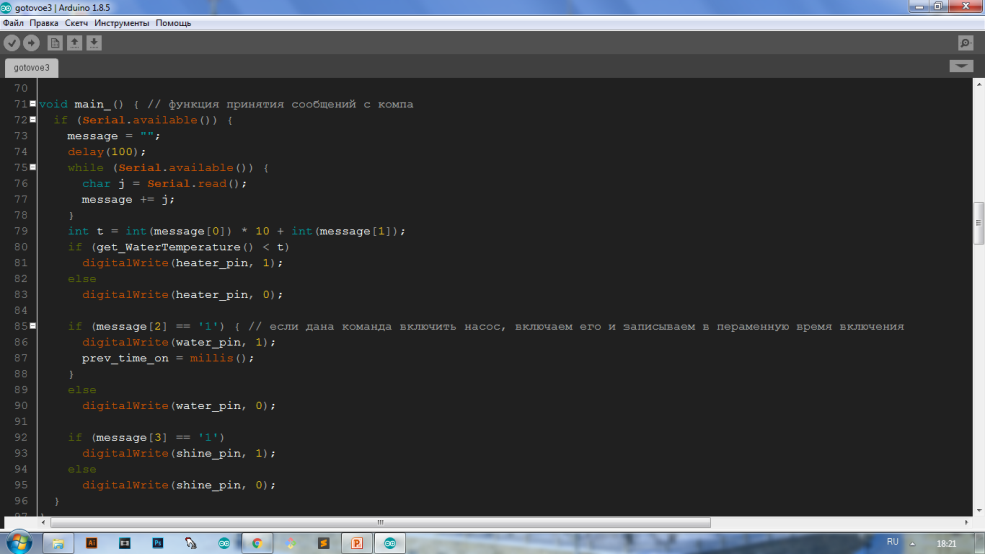 gotovoe3 | Arduino 1.8.5
Файл Правка Скетч Инструменты Помощь
gotovoe3
70
71 void main_() { // функция принятия сообщений с компа
72 if (Serial.available()) {
73 message = "";
74 delay(100);
75 while (Serial.available()) {
76 char j = Serial.read();
77 message += j;
78 }
79 int t = int(message[0]) * 10 + int(message[1]);
80 if (get_WaterTemperature() < t)
81 digitalWrite(heater_pin, 1);
82 else
83 digitalWrite(heater_pin, 0);
84
85 if (message[2] == '1') { // если дана команда включить насос, включаем его и записываем в пераменную время включения
86 digitalWrite(water_pin, 1);
87 prev_time_on = millis();
88 }
89 else
90 digitalWrite(water_pin, 0);
91
92 if (message[3] == '1')
93 digitalWrite(shine_pin, 1);
94 else
95 digitalWrite(shine_pin, 0);
96 }
97 }
Ai Ps P RU 18:21